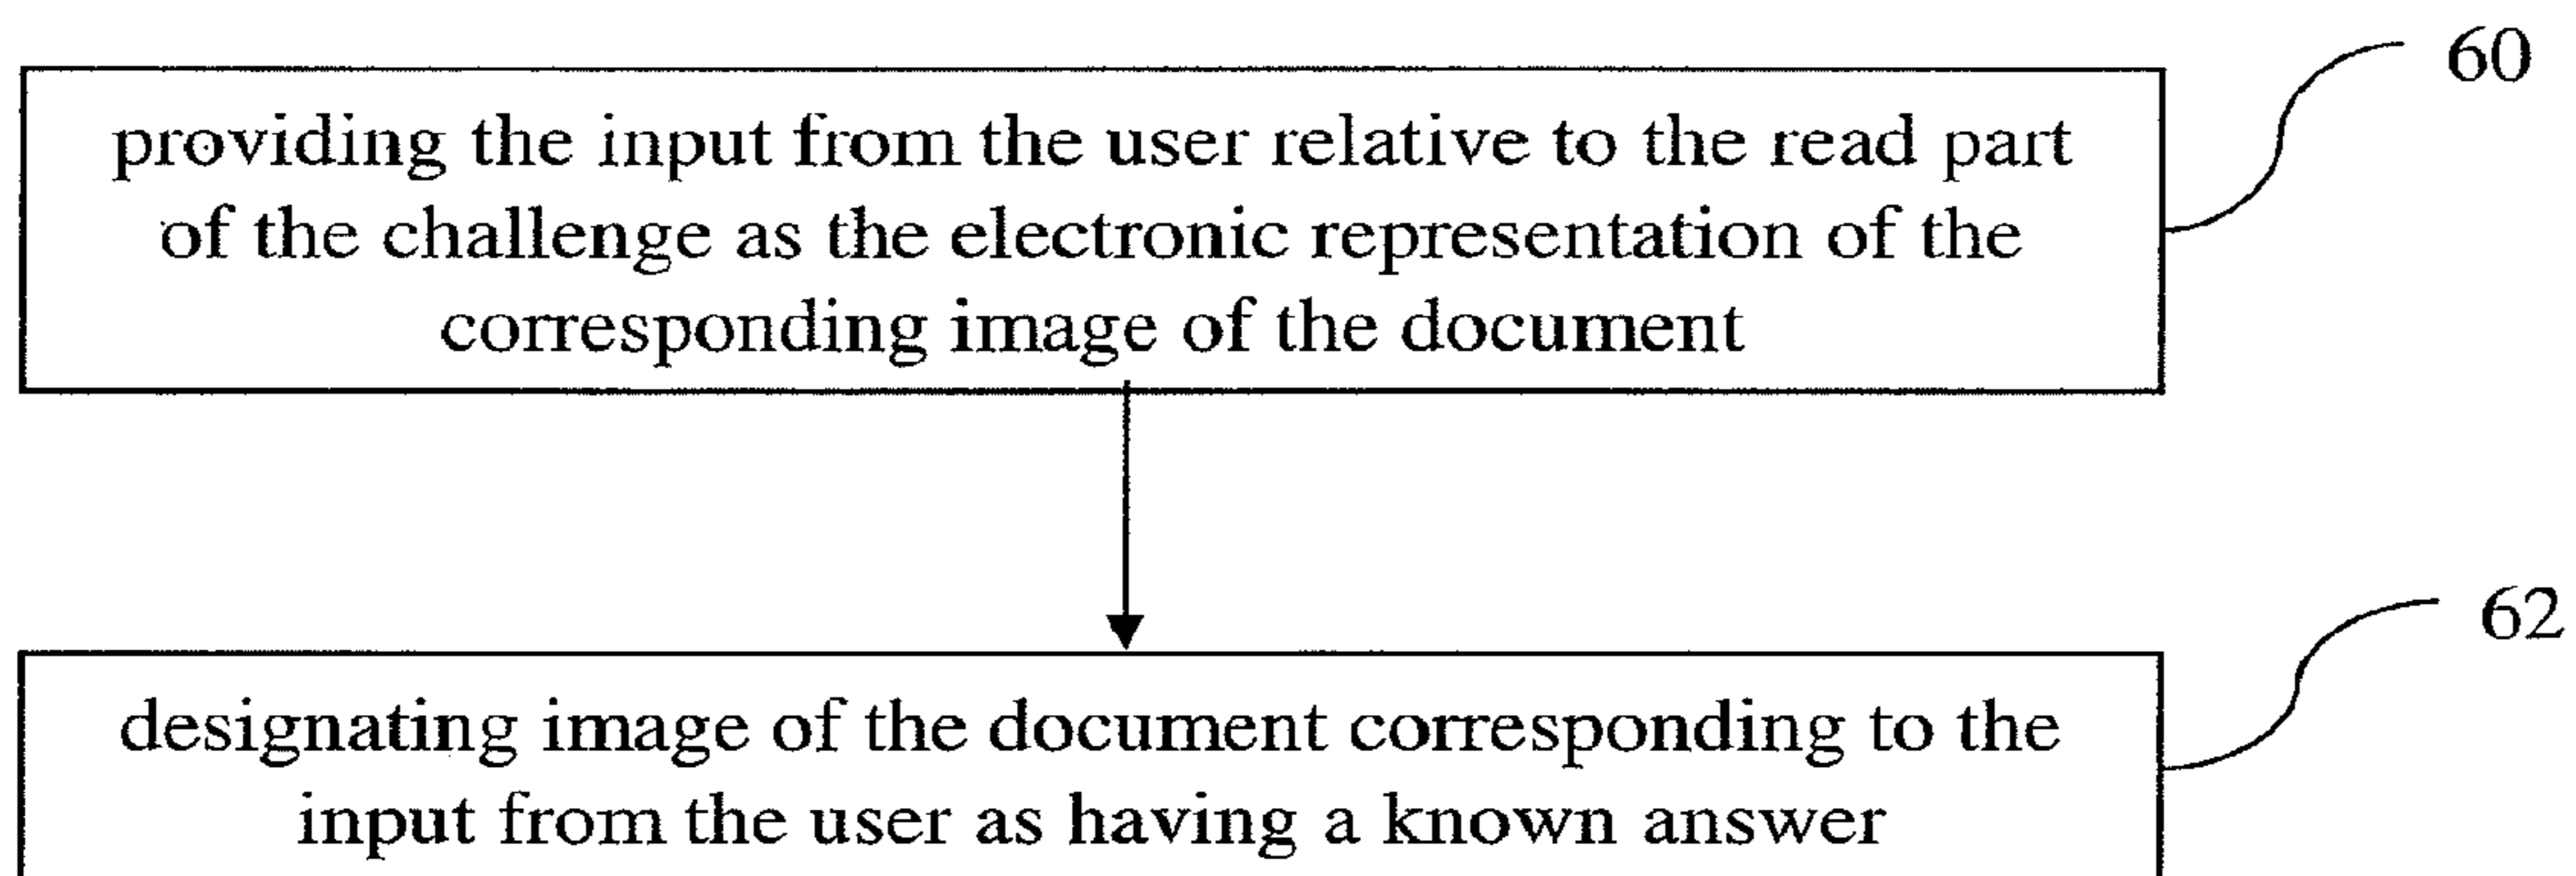 60
providing the input from the user relative to the read part
of the challenge as the electronic representation of the
corresponding image of the document
62
designating image of the document corresponding to the
input from the user as having a known answer